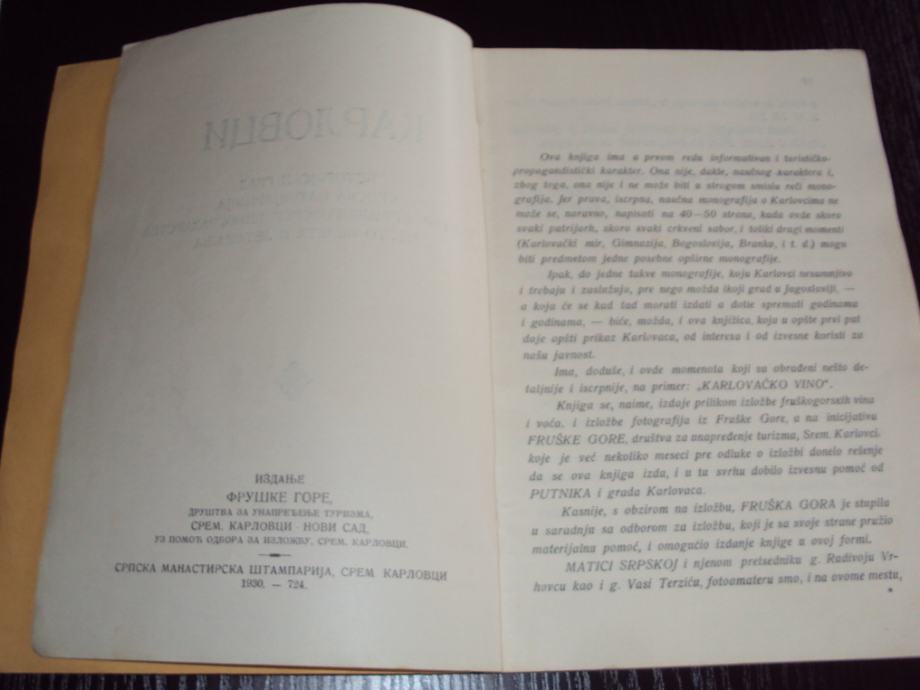 ИЗДАЊЕ
ФРУШКЕ ГОРЕ,
ДРУШТВА ЗА УНАПРЕЂЕЊЕ ТУРИЗМА,
СРЕМ. КАРЛОВЦИ - НОВИ САД,
УЗ ПОМОЋ ОДБОРА ЗА ИЗЛОЖБУ, СРЕМ. КАРЛОВЦИ.
СРПСКА МАНАСТИРСКА ШТАМПАРИЈА, СРЕМ. КАРЛОВЦИ
1930. — 724.
Ova knjiga ima u prvom redu informativan i turističko-
propagandistički karakter. Ona nije, dakle, naučnog karaktera i,
zbog toga, ona nije i ne može biti u strogom smislu reči mono-
grafija. Jer prava, iscrpna, naučna monografija o Karlovcima ne
može se, naravno, napisati na 40—50 strana, kada ovde skoro
svaki patrijarh, skoro svaki crkveni sabor, i toliki drugi momenti
(Karlovački mir, Gimnazija, Bogoslovija, Branko, i t. d.) mogu
biti predmetom jedne posebne opširne monografije.
Ipak, do jedne takve monografije, koju Karlovci nesumnjivo
i trebaju i zaslužuju, pre nego možda ikoji grad u Jugoslaviji, —
a koja će se kad tad morati izdati a dotle spremati godinama
i godinama, — biće, možda, i ova knjižica, koja u opšte prvi put
daje opšti prikaz Karlovaca, od interesa i od izvesne koristi za
našu javnost.
Ima, doduše, i ovde momenata koji su obrađeni nešto de-
taljnije i iscrpnije, na primer: „KARLOVAČKO VINO“.
Knjiga se, naime, izdaje prilikom izložbe fruškogorskih vina
i voća, i izložbe fotografija iz Fruške Gore, a na inicijativu
FRUŠKE GORE, društva za unapređenje turizma, Srem. Karlovci.
koje je već nekoliko meseci pre odluke o izložbi donelo rešenje
da se ova knjiga izda, i u tu svrhu dobilo izvesnu pomoć od
PUTNIKA i grada Karlovaca.
Kasnije, s obzirom na izložbu, FRUŠKA GORA je stupila
u saradnju sa odborom za izložbu, koji je sa svoje strane pružio
materijalnu pomoć, i omogućio izdanje knjige u ovoj formi.
MATICI SRPSKOJ i njenom pretsedniku g. Radivoju Vr-
hovcu kao i g. Vasi Terziću, fotoamateru smo, i na ovome mestu,